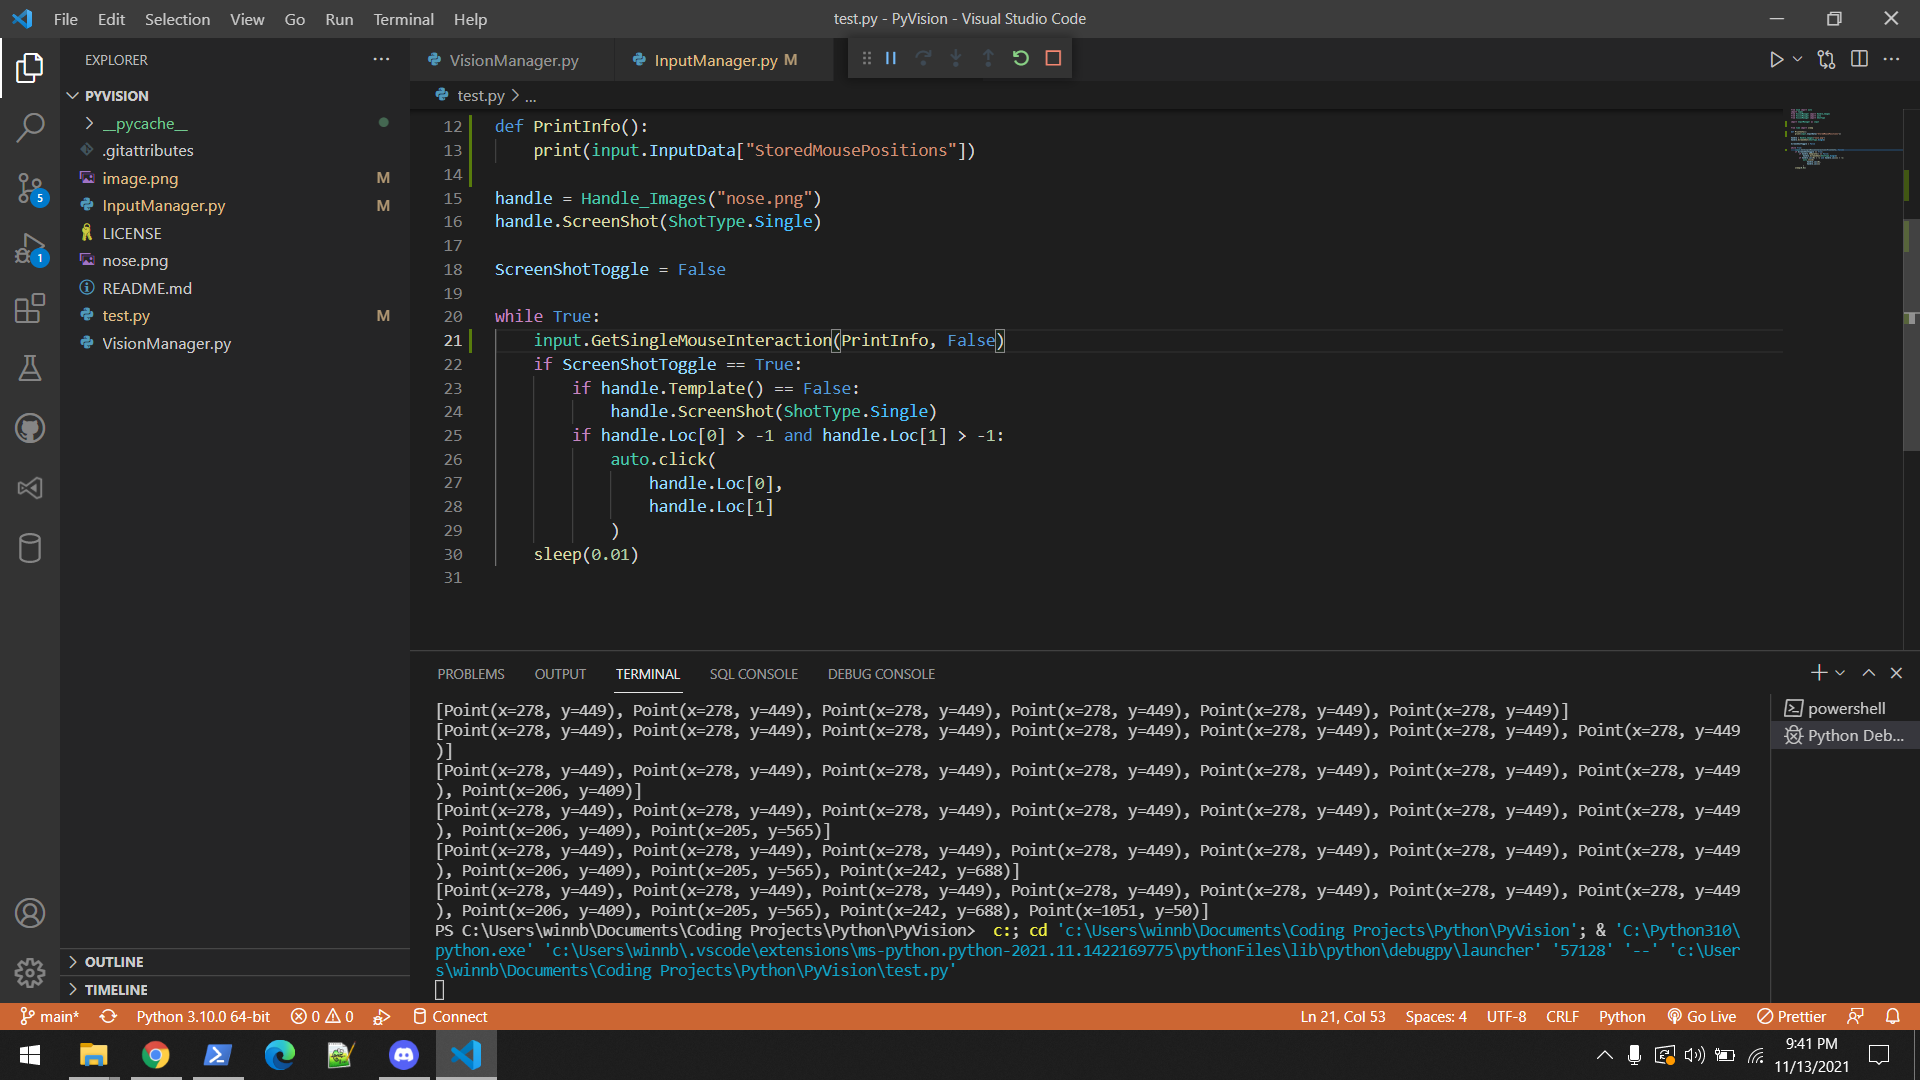 File Edit Selection View Go Run Terminal Help
test.py - PyVision - Visual Studio Code
EXPLORER
VisionManager.py
InputManager.py M
PYVISION
__pycache__
.gitattributes
image.png M
InputManager.py M
LICENSE
nose.png
README.md
test.py M
VisionManager.py
5
1
OUTLINE
TIMELINE
test.py > ...
12 def PrintInfo():
13 print(input.InputData["StoredMousePositions"])
14
15 handle = Handle_Images("nose.png")
16 handle.ScreenShot(ShotType.Single)
17
18 ScreenShotToggle = False
19
20 while True:
21 input.GetSingleMouseInteraction(PrintInfo, False)
22 if ScreenShotToggle == True:
23 if handle.Template() == False:
24 handle.ScreenShot(ShotType.Single)
25 if handle.Loc[0] > -1 and handle.Loc[1] > -1:
26 auto.click(
27 handle.Loc[0],
28 handle.Loc[1]
29 )
30 sleep(0.01)
31
PROBLEMS OUTPUT TERMINAL SQL CONSOLE DEBUG CONSOLE
[Point(x=278, y=449), Point(x=278, y=449), Point(x=278, y=449), Point(x=278, y=449), Point(x=278, y=449), Point(x=278, y=449)]
[Point(x=278, y=449), Point(x=278, y=449), Point(x=278, y=449), Point(x=278, y=449), Point(x=278, y=449), Point(x=278, y=449), Point(x=278, y=449
)]
[Point(x=278, y=449), Point(x=278, y=449), Point(x=278, y=449), Point(x=278, y=449), Point(x=278, y=449), Point(x=278, y=449), Point(x=278, y=449
), Point(x=206, y=409)]
[Point(x=278, y=449), Point(x=278, y=449), Point(x=278, y=449), Point(x=278, y=449), Point(x=278, y=449), Point(x=278, y=449), Point(x=278, y=449
), Point(x=206, y=409), Point(x=205, y=565)]
[Point(x=278, y=449), Point(x=278, y=449), Point(x=278, y=449), Point(x=278, y=449), Point(x=278, y=449), Point(x=278, y=449), Point(x=278, y=449
), Point(x=206, y=409), Point(x=205, y=565), Point(x=242, y=688)]
[Point(x=278, y=449), Point(x=278, y=449), Point(x=278, y=449), Point(x=278, y=449), Point(x=278, y=449), Point(x=278, y=449), Point(x=278, y=449
), Point(x=206, y=409), Point(x=205, y=565), Point(x=242, y=688), Point(x=1051, y=50)]
PS C:\Users\winnb\Documents\Coding Projects\Python\PyVision> c:; cd 'c:\Users\winnb\Documents\Coding Projects\Python\PyVision'; & 'C:\Python310\
python.exe' 'c:\Users\winnb\.vscode\extensions\ms-python.python-2021.11.1422169775\pythonFiles\lib\python\debugpy\launcher' '57128' '--' 'c:\User
s\winnb\Documents\Coding Projects\Python\PyVision\test.py'
powershell
Python Deb...
main* Python 3.10.0 64-bit 0 0 Connect Ln 21, Col 53 Spaces: 4 UTF-8 CRLF Python Go Live Prettier
9:41 PM
11/13/2021